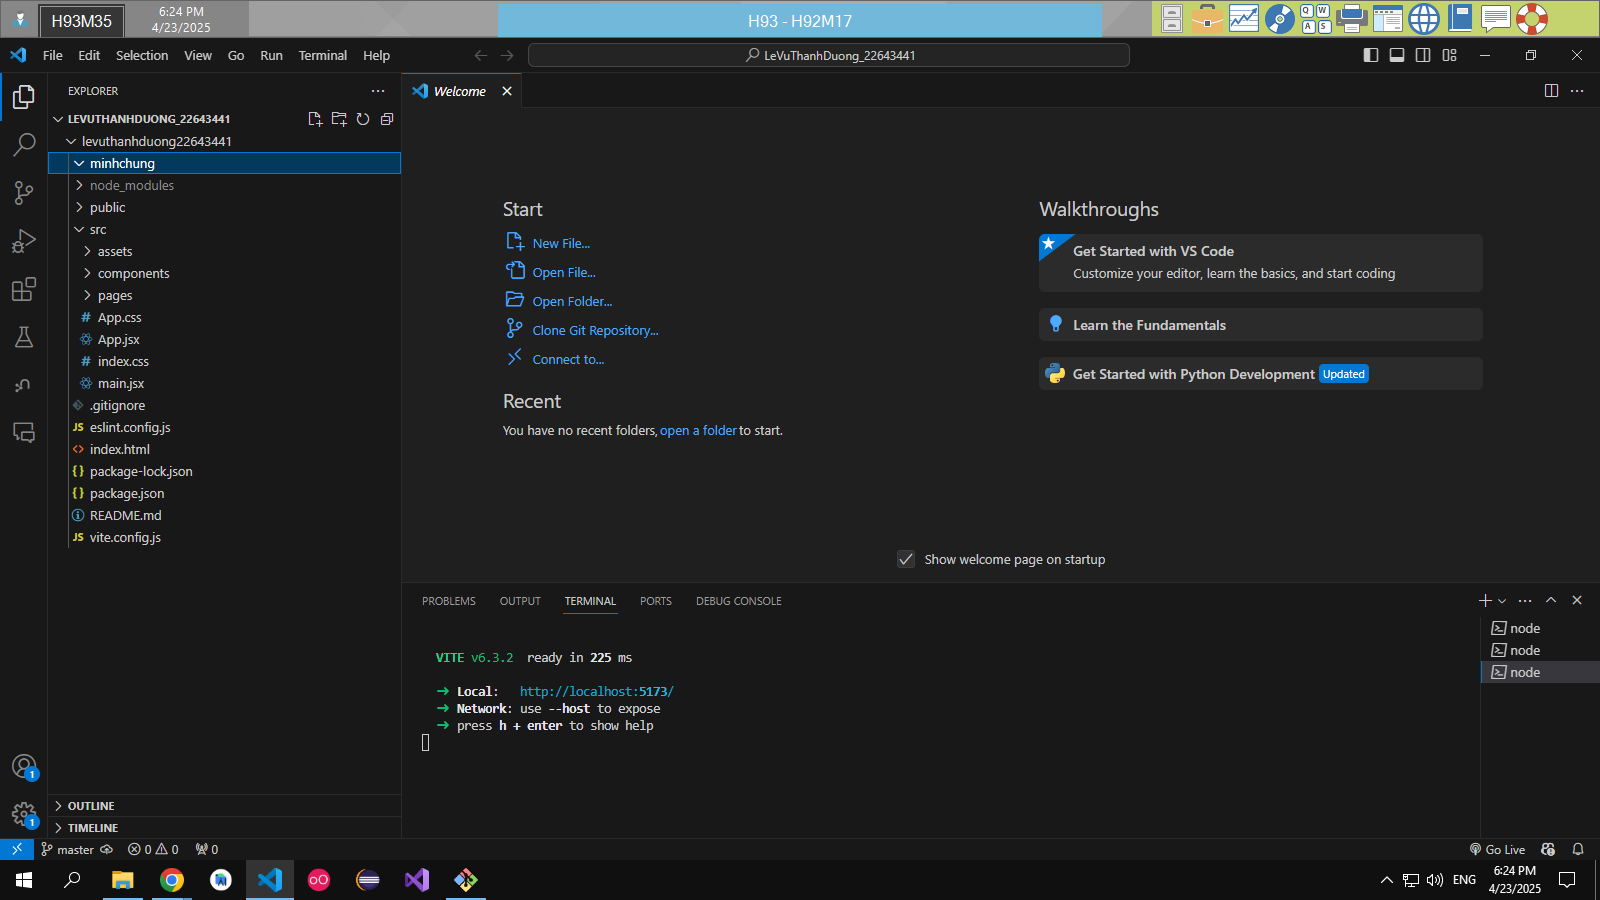 H93M35
6:24 PM
4/23/2025
H93 - H92M17
Q W
A S
File Edit Selection View Go Run Terminal Help
LeVuThanhDuong_22643441
EXPLORER
Welcome
LEVUTHANHDUONG_22643441
levuthanhduong22643441
minhchung
node_modules
public
src
assets
components
pages
# App.css
App.jsx
# index.css
main.jsx
.gitignore
JS eslint.config.js
<> index.html
{} package-lock.json
{} package.json
README.md
JS vite.config.js
OUTLINE
TIMELINE
Start
New File...
Open File...
Open Folder...
Clone Git Repository...
Connect to...
Recent
You have no recent folders, open a folder to start.
Walkthroughs
Get Started with VS Code
Customize your editor, learn the basics, and start coding
Learn the Fundamentals
Get Started with Python Development Updated
Show welcome page on startup
PROBLEMS OUTPUT TERMINAL PORTS DEBUG CONSOLE
VITE v6.3.2 ready in 225 ms
➜ Local: http://localhost:5173/
➜ Network: use --host to expose
➜ press h + enter to show help
node
node
node
1
1
master 0 0 0
Go Live
ENG
6:24 PM
4/23/2025